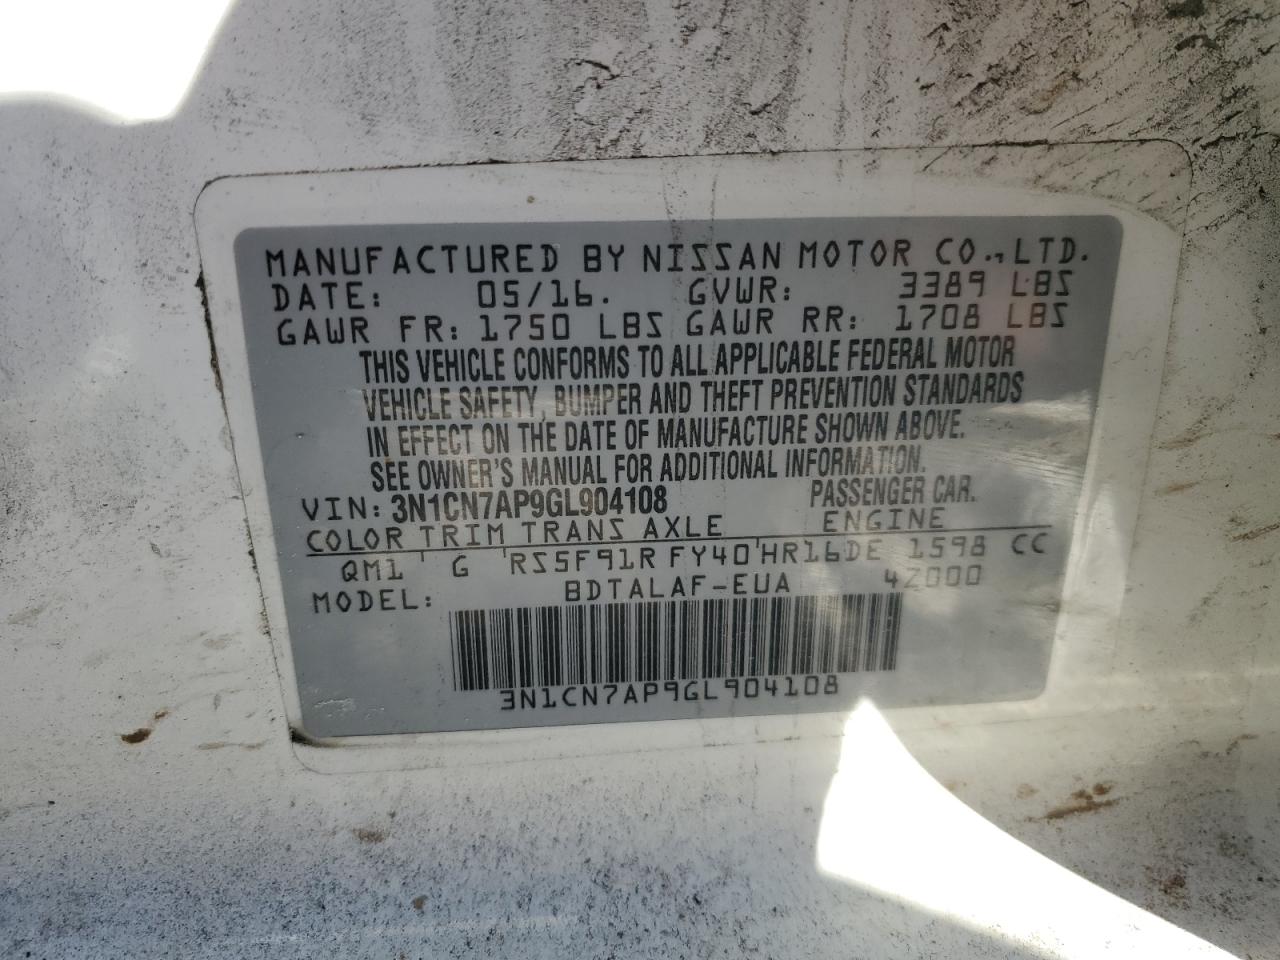 MANUFACTURED BY NISSAN MOTOR CO.,LTD.
DATE: 05/16. GVWR: 3389 LBS
GAWR FR: 1750 LBS GAWR RR: 1708 LBS
THIS VEHICLE CONFORMS TO ALL APPLICABLE FEDERAL MOTOR
VEHICLE SAFETY, BUMPER AND THEFT PREVENTION STANDARDS
IN EFFECT ON THE DATE OF MANUFACTURE SHOWN ABOVE.
SEE OWNER'S MANUAL FOR ADDITIONAL INFORMATION.
VIN: 3N1CN7AP9GL904108 PASSENGER CAR.
COLOR TRIM TRANS AXLE ENGINE
QM1 G RS5F91R FY40 HR16DE 1598 CC
MODEL: BDTALAF-EUA 42000
3N1CN7AP9GL904108